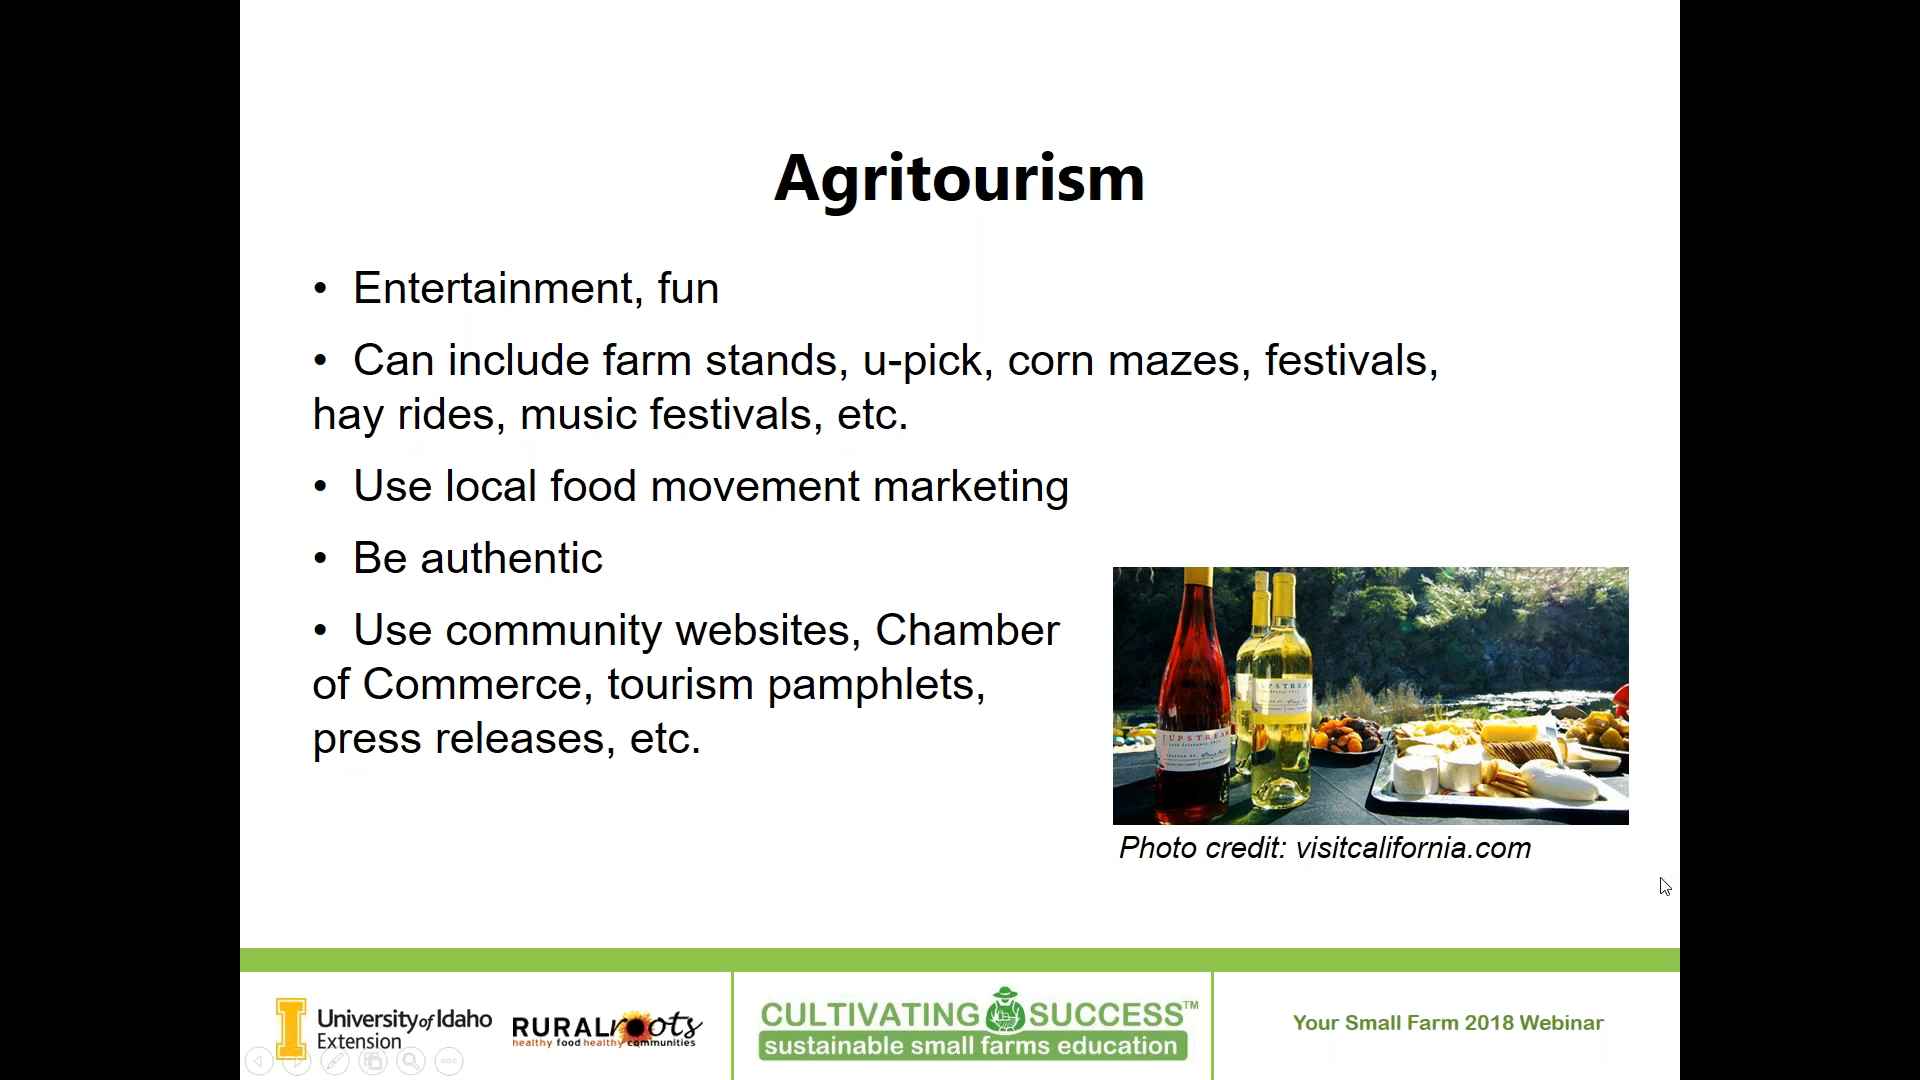 Agritourism
• Entertainment, fun
• Can include farm stands, u-pick, corn mazes, festivals,
hay rides, music festivals, etc.
• Use local food movement marketing
• Be authentic
• Use community websites, Chamber
of Commerce, tourism pamphlets,
press releases, etc.
UPSTREAM
UPSTREAM
Photo credit: visitcalifornia.com
University of Idaho
Extension
RURALroots
healthy food healthy communities
CULTIVATING SUCCESS™
sustainable small farms education
Your Small Farm 2018 Webinar